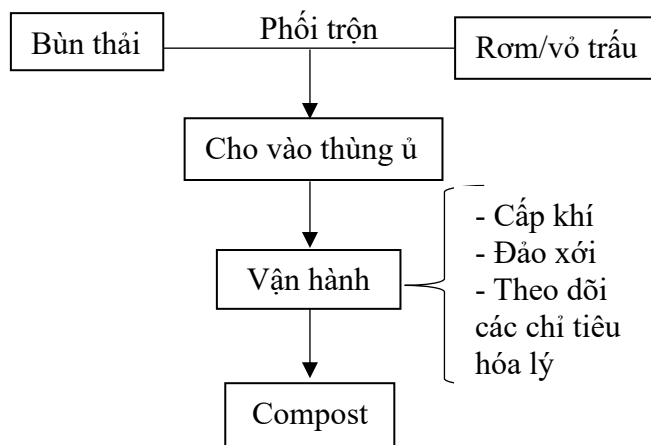 Bùn thải
Phối trộn
Rơm/vỏ trấu
Cho vào thùng ủ
Vận hành
- Cấp khí
- Đảo xới
- Theo dõi
các chỉ tiêu
hóa lý
Compost